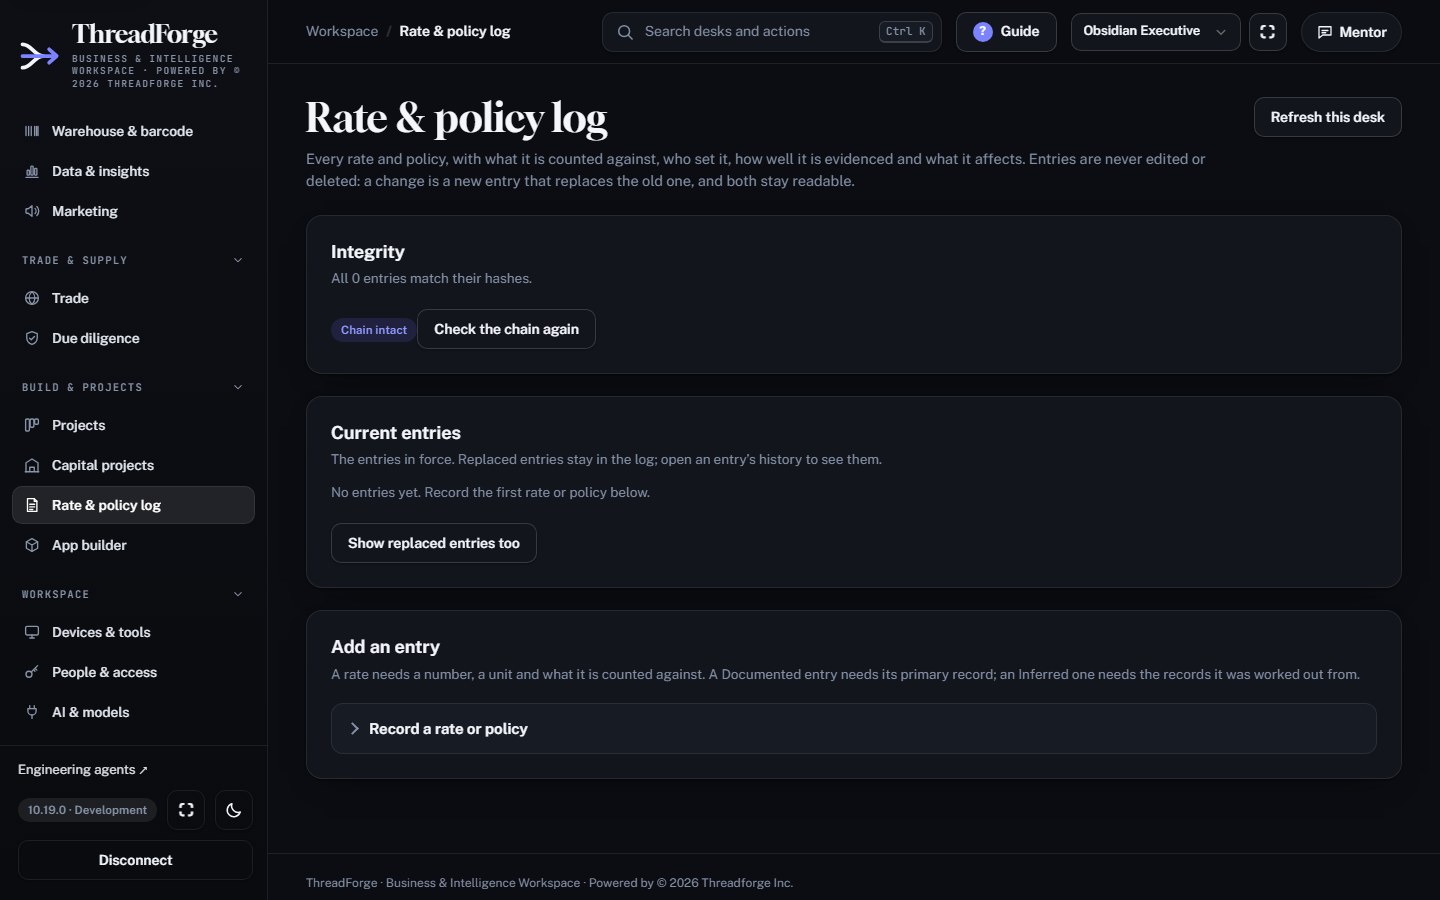 ThreadForge
BUSINESS & INTELLIGENCE
WORKSPACE · POWERED BY ©
2026 THREADFORGE INC.
Warehouse & barcode
Data & insights
Marketing
TRADE & SUPPLY
Trade
Due diligence
BUILD & PROJECTS
Projects
Capital projects
Rate & policy log
App builder
WORKSPACE
Devices & tools
People & access
AI & models
Engineering agents ↗
10.19.0 · Development
Disconnect
Workspace / Rate & policy log
Search desks and actions
Ctrl K
? Guide
Obsidian Executive
Mentor
Rate & policy log
Refresh this desk
Every rate and policy, with what it is counted against, who set it, how well it is evidenced and what it affects. Entries are never edited or
deleted: a change is a new entry that replaces the old one, and both stay readable.
Integrity
All 0 entries match their hashes.
Chain intact
Check the chain again
Current entries
The entries in force. Replaced entries stay in the log; open an entry's history to see them.
No entries yet. Record the first rate or policy below.
Show replaced entries too
Add an entry
A rate needs a number, a unit and what it is counted against. A Documented entry needs its primary record; an Inferred one needs the records it was worked out from.
Record a rate or policy
ThreadForge · Business & Intelligence Workspace · Powered by © 2026 Threadforge Inc.